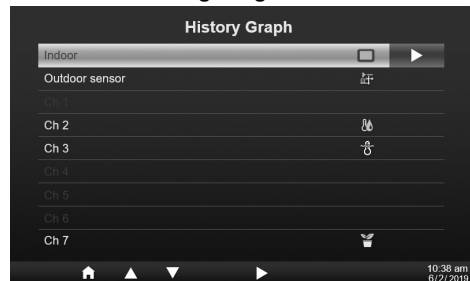 History Graph
Indoor
Outdoor sensor
Ch 1
Ch 2
Ch 3
Ch 4
Ch 5
Ch 6
Ch 7
10:38 am
6/2/2019